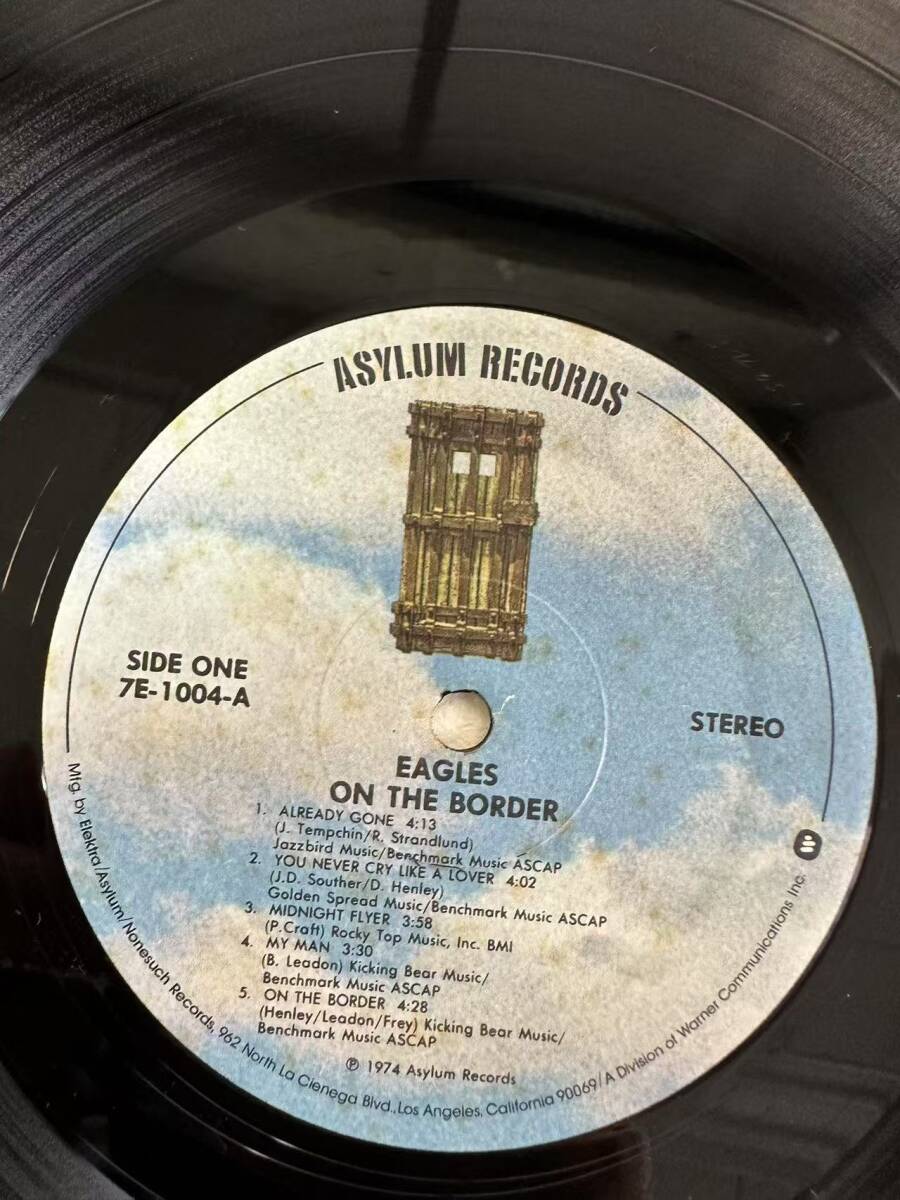 ASYLUM RECORDS
SIDE ONE
7E-1004-A
STEREO
EAGLES
ON THE BORDER
1. ALREADY GONE 4:13
(J. Tempchin/R. Strandlund)
Jazzbird Music/Benchmark Music ASCAP
2. YOU NEVER CRY LIKE A LOVER 4:02
(J.D. Souther/D. Henley)
Golden Spread Music/Benchmark Music ASCAP
3. MIDNIGHT FLYER 3:58
(P.Craft) Rocky Top Music, Inc. BMI
4. MY MAN 3:30
(B. Leadon) Kicking Bear Music/
Benchmark Music ASCAP
5. ON THE BORDER 4:28
(Henley/Leadon/Frey) Kicking Bear Music/
Benchmark Music ASCAP
℗ 1974 Asylum Records
Mfg. by Elektra/Asylum/Nonesuch Records, 962 North La Cienega Blvd., Los Angeles, California 90069/A Division of Warner Communications Inc.